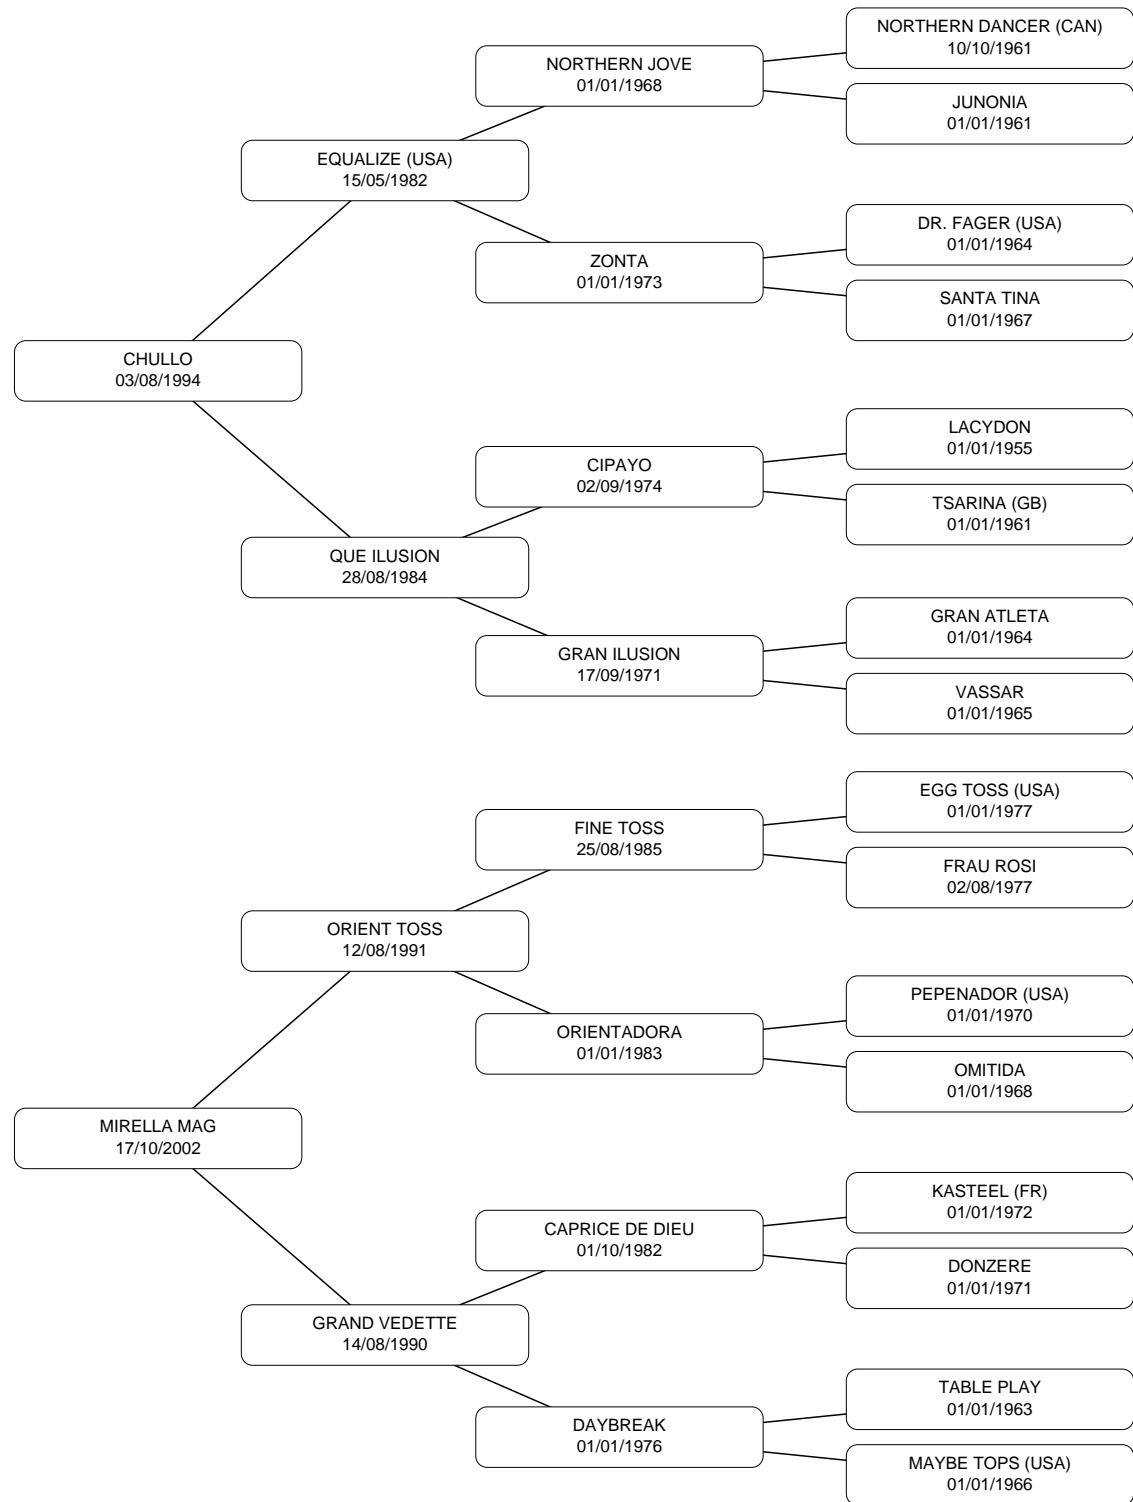 NORTHERN DANCER (CAN)
10/10/1961
NORTHERN JOVE
01/01/1968
JUNONIA
01/01/1961
EQUALIZE (USA)
15/05/1982
DR. FAGER (USA)
01/01/1964
ZONTA
01/01/1973
SANTA TINA
01/01/1967
CHULLO
03/08/1994
LACYDON
01/01/1955
CIPAYO
02/09/1974
TSARINA (GB)
01/01/1961
QUE ILUSION
28/08/1984
GRAN ATLETA
01/01/1964
GRAN ILUSION
17/09/1971
VASSAR
01/01/1965
EGG TOSS (USA)
01/01/1977
FINE TOSS
25/08/1985
FRAU ROSI
02/08/1977
ORIENT TOSS
12/08/1991
PEPENADOR (USA)
01/01/1970
ORIENTADORA
01/01/1983
OMITIDA
01/01/1968
MIRELLA MAG
17/10/2002
KASTEEL (FR)
01/01/1972
CAPRICE DE DIEU
01/10/1982
DONZERE
01/01/1971
GRAND VEDETTE
14/08/1990
TABLE PLAY
01/01/1963
DAYBREAK
01/01/1976
MAYBE TOPS (USA)
01/01/1966